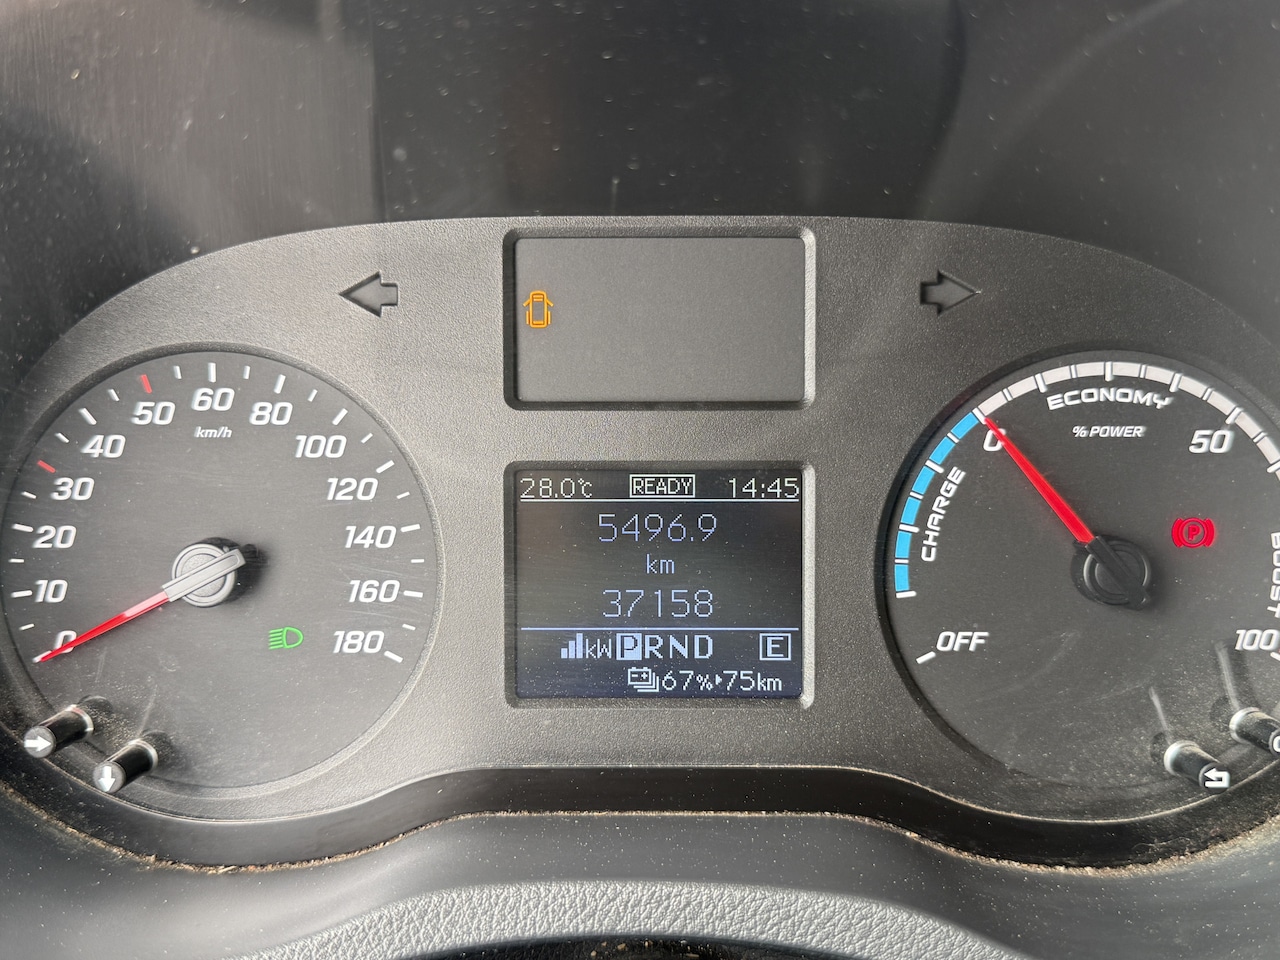 60
50 80
km/h
40 100
30 120
20 140
10 160
0 180
28.0°C READY 14:45
5496.9
km
37158
kW PRND E
67%▸75km
ECONOMY
% POWER
0 50
CHARGE
P
BOOST
OFF 100